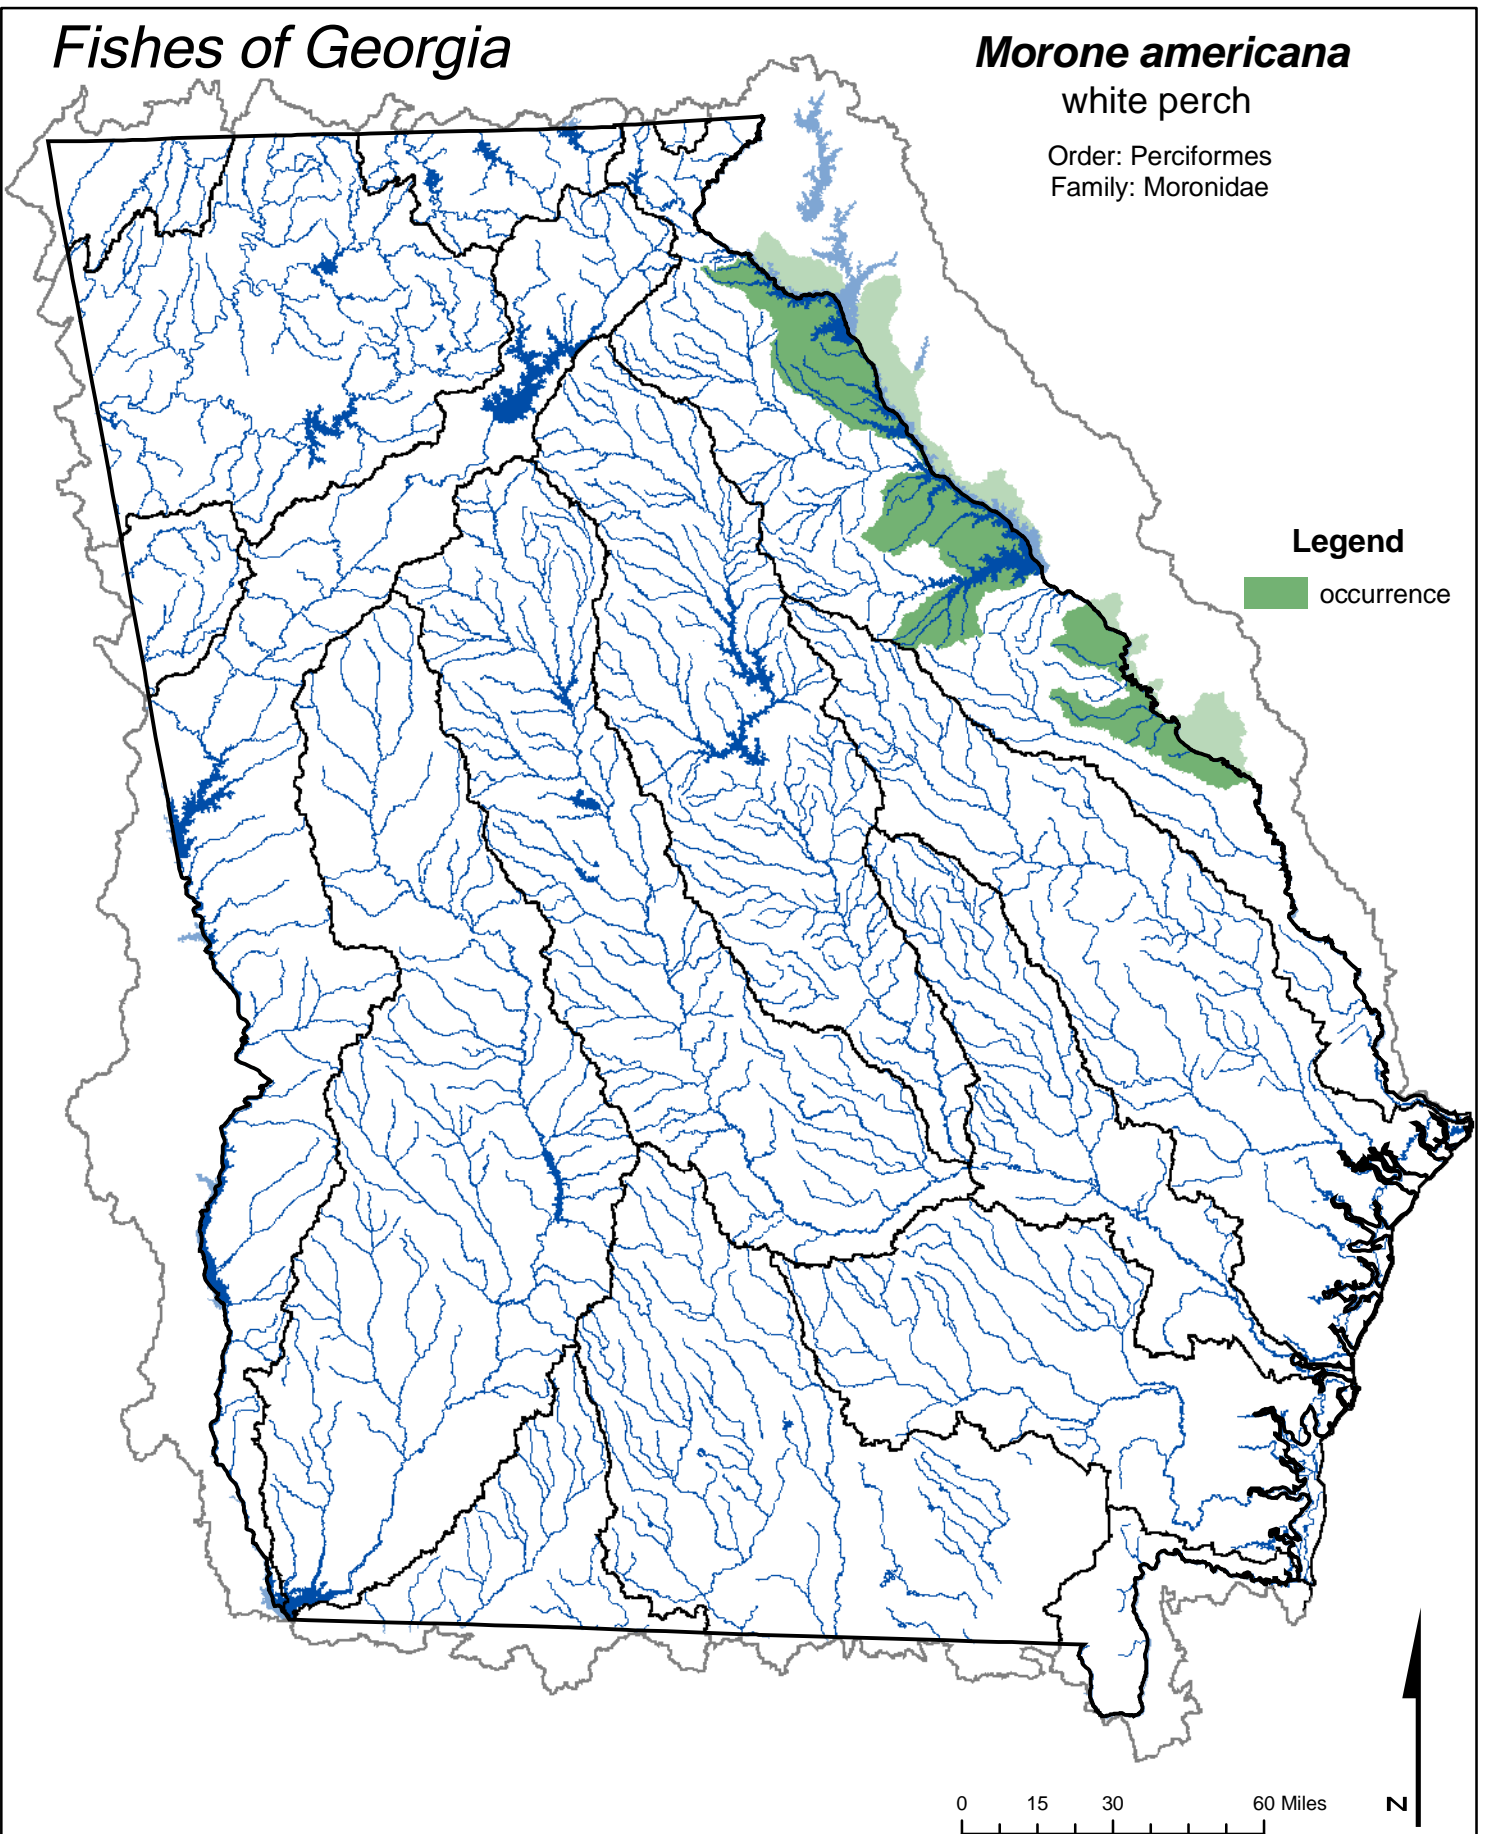 Fishes of Georgia
Morone americana
white perch
Order: Perciformes
Family: Moronidae
Legend
occurrence
0 15 30 60 Miles
N